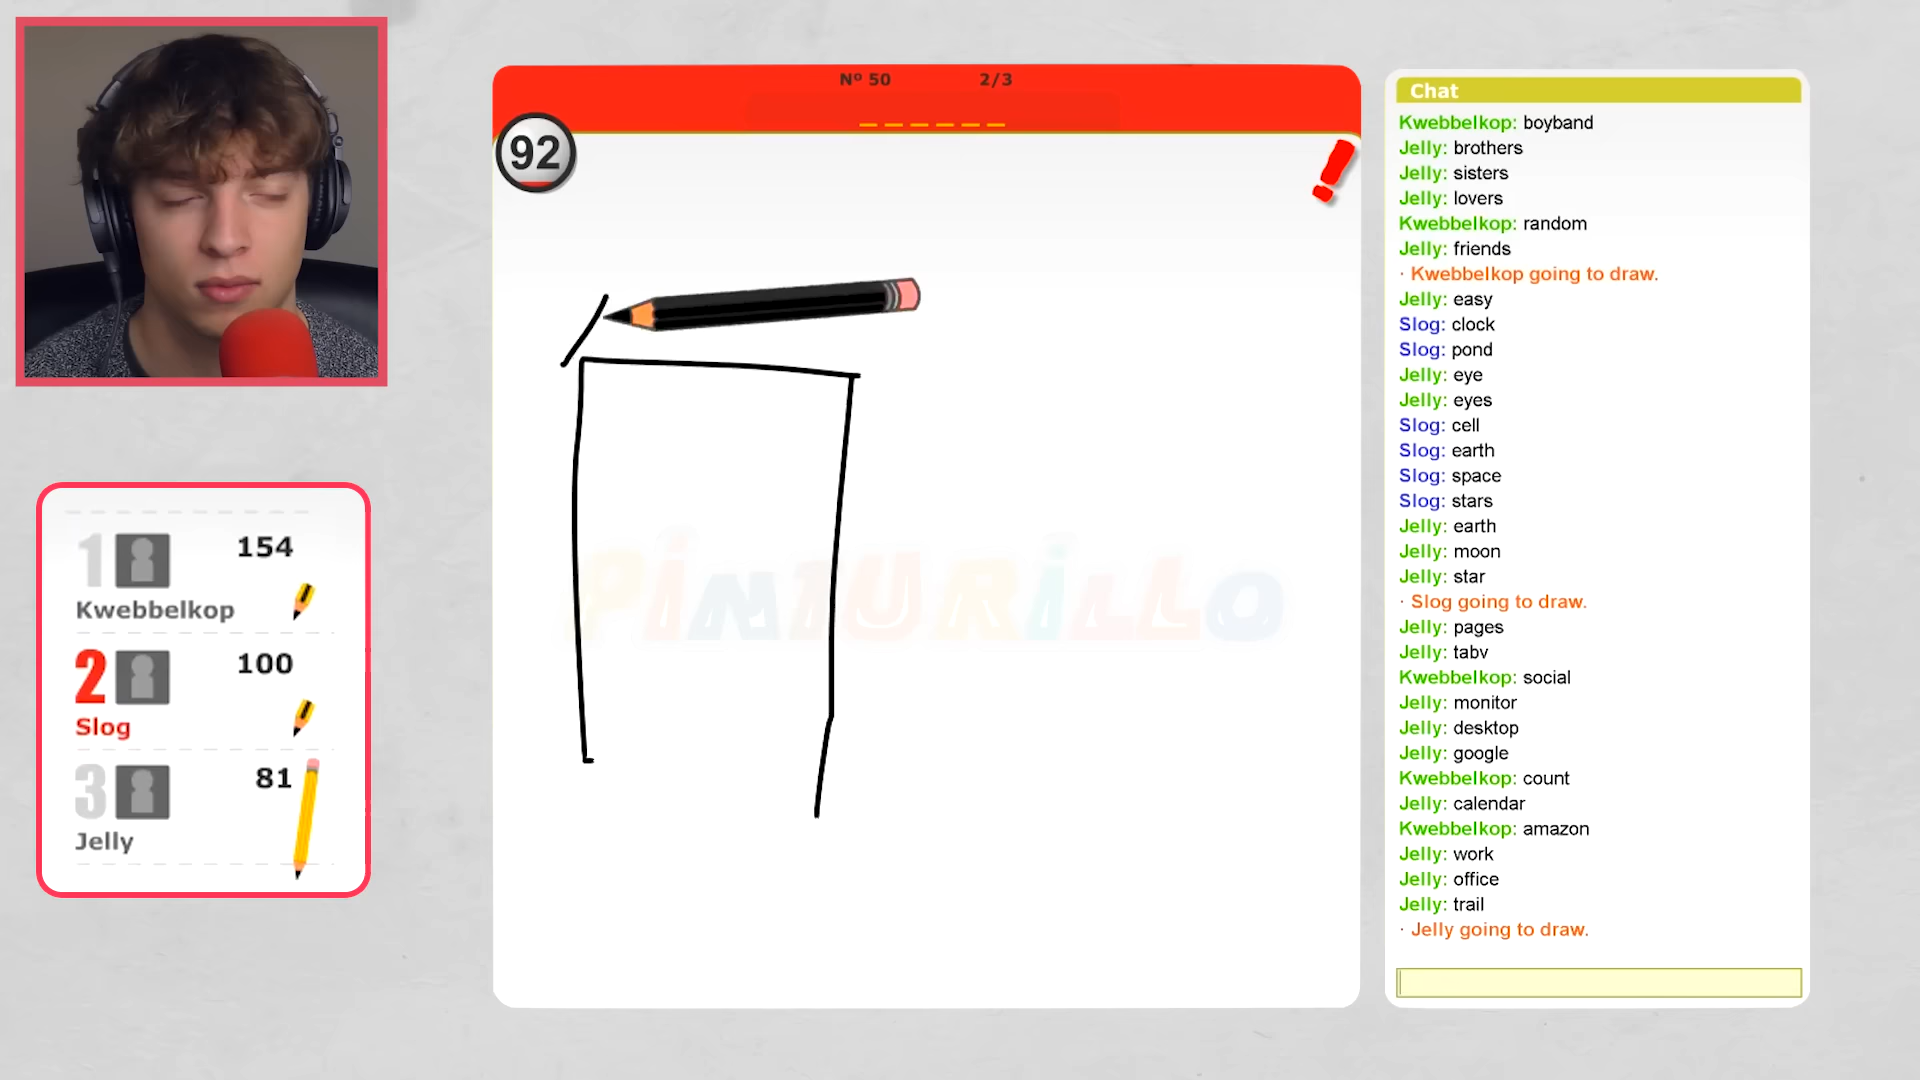 Nº 50 2/3
92
PINTURILLO
1 154
Kwebbelkop
2 100
Slog
3 81
Jelly
Chat
Kwebbelkop: boyband
Jelly: brothers
Jelly: sisters
Jelly: lovers
Kwebbelkop: random
Jelly: friends
· Kwebbelkop going to draw.
Jelly: easy
Slog: clock
Slog: pond
Jelly: eye
Jelly: eyes
Slog: cell
Slog: earth
Slog: space
Slog: stars
Jelly: earth
Jelly: moon
Jelly: star
· Slog going to draw.
Jelly: pages
Jelly: tabv
Kwebbelkop: social
Jelly: monitor
Jelly: desktop
Jelly: google
Kwebbelkop: count
Jelly: calendar
Kwebbelkop: amazon
Jelly: work
Jelly: office
Jelly: trail
· Jelly going to draw.